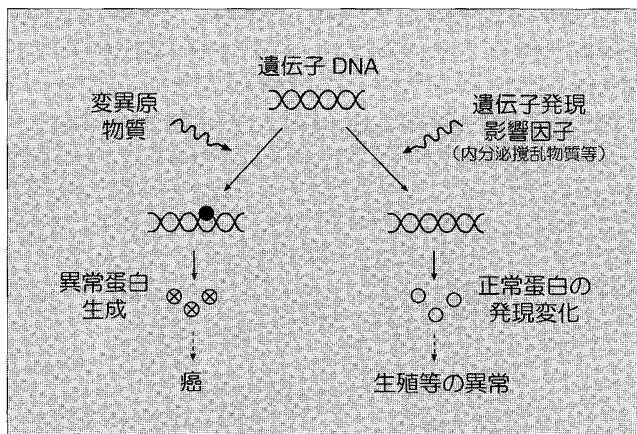 遺伝子 DNA
変異原
物質
遺伝子発現
影響因子
(内分泌撹乱物質等)
異常蛋白
生成
正常蛋白の
発現変化
癌
生殖等の異常